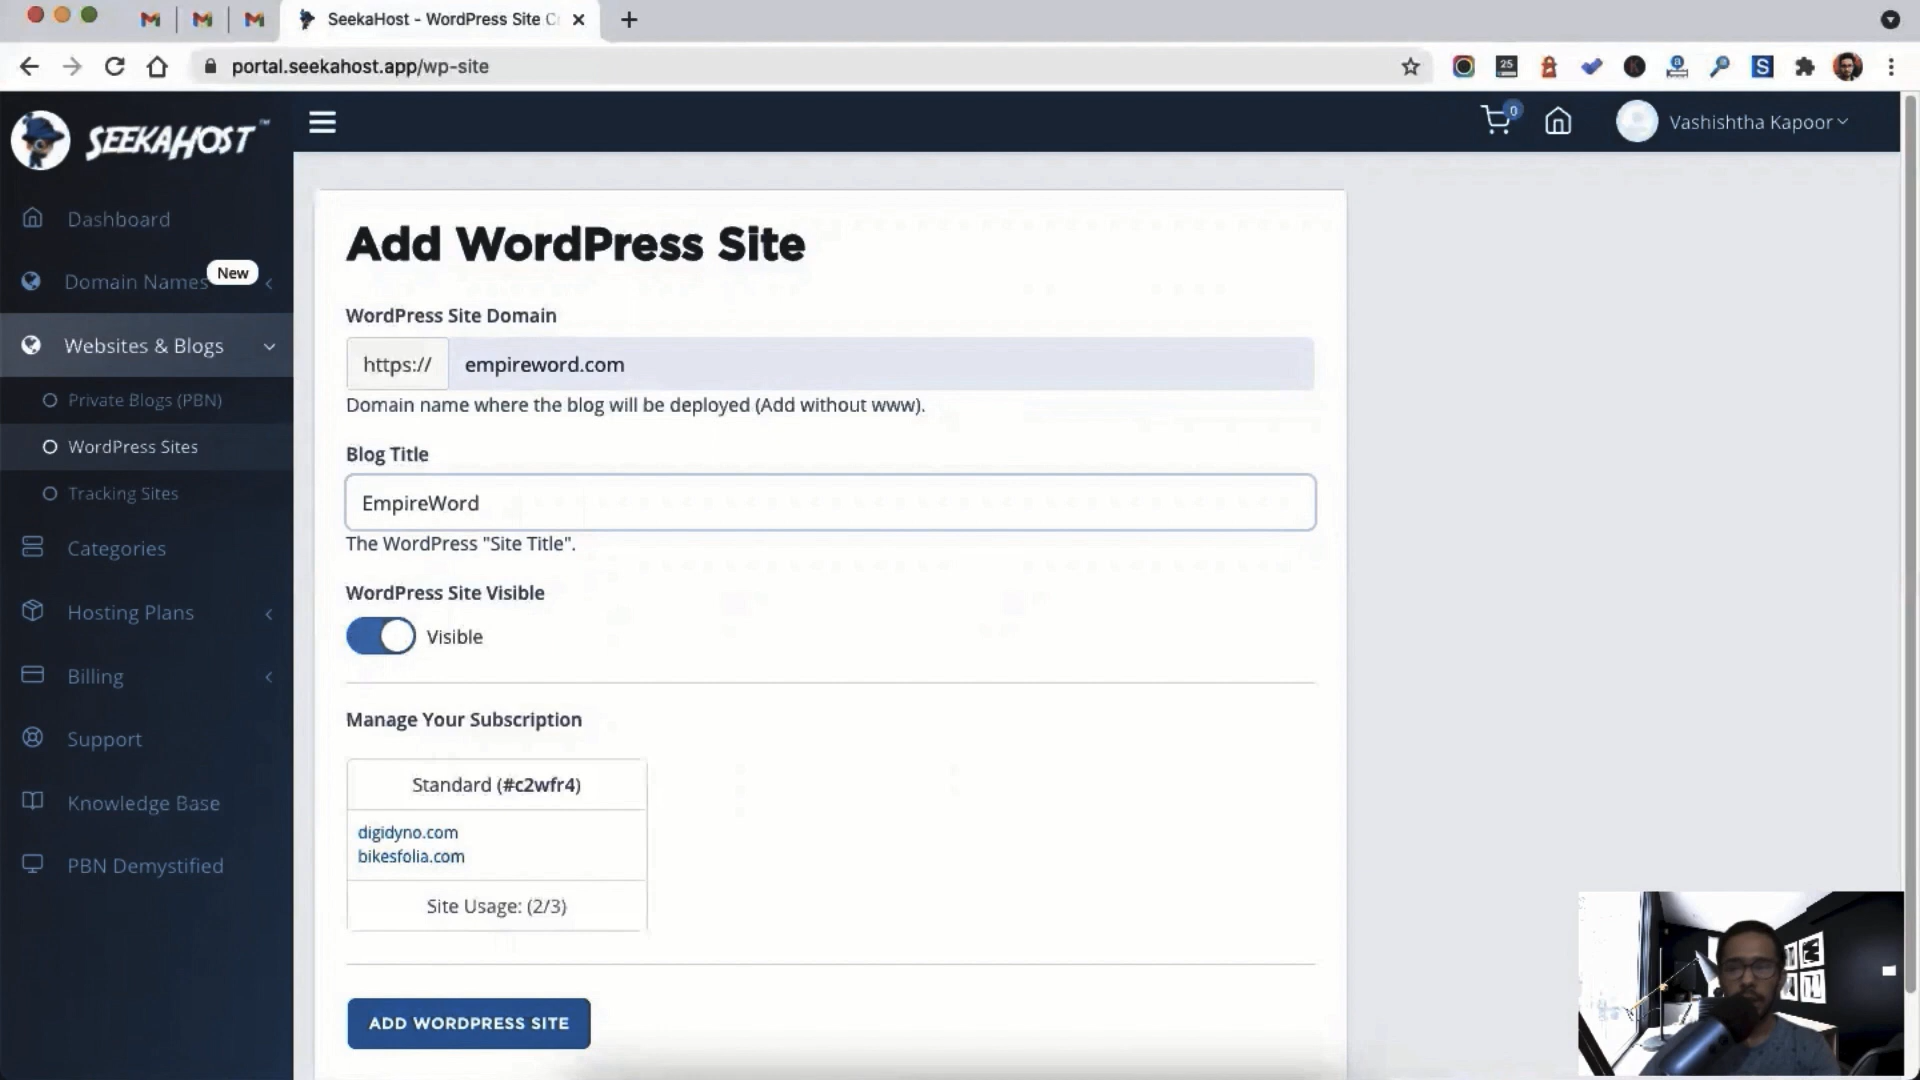 SeekaHost - WordPress Site C
portal.seekahost.app/wp-site
25
S
SEEKAHOST™
0
Vashishtha Kapoor
Dashboard
Domain Names
New
Websites & Blogs
Private Blogs (PBN)
WordPress Sites
Tracking Sites
Categories
Hosting Plans
Billing
Support
Knowledge Base
PBN Demystified
Add WordPress Site
WordPress Site Domain
https://
empireword.com
Domain name where the blog will be deployed (Add without www).
Blog Title
EmpireWord
The WordPress "Site Title".
WordPress Site Visible
Visible
Manage Your Subscription
Standard (#c2wfr4)
digidyno.com
bikesfolia.com
Site Usage: (2/3)
ADD WORDPRESS SITE